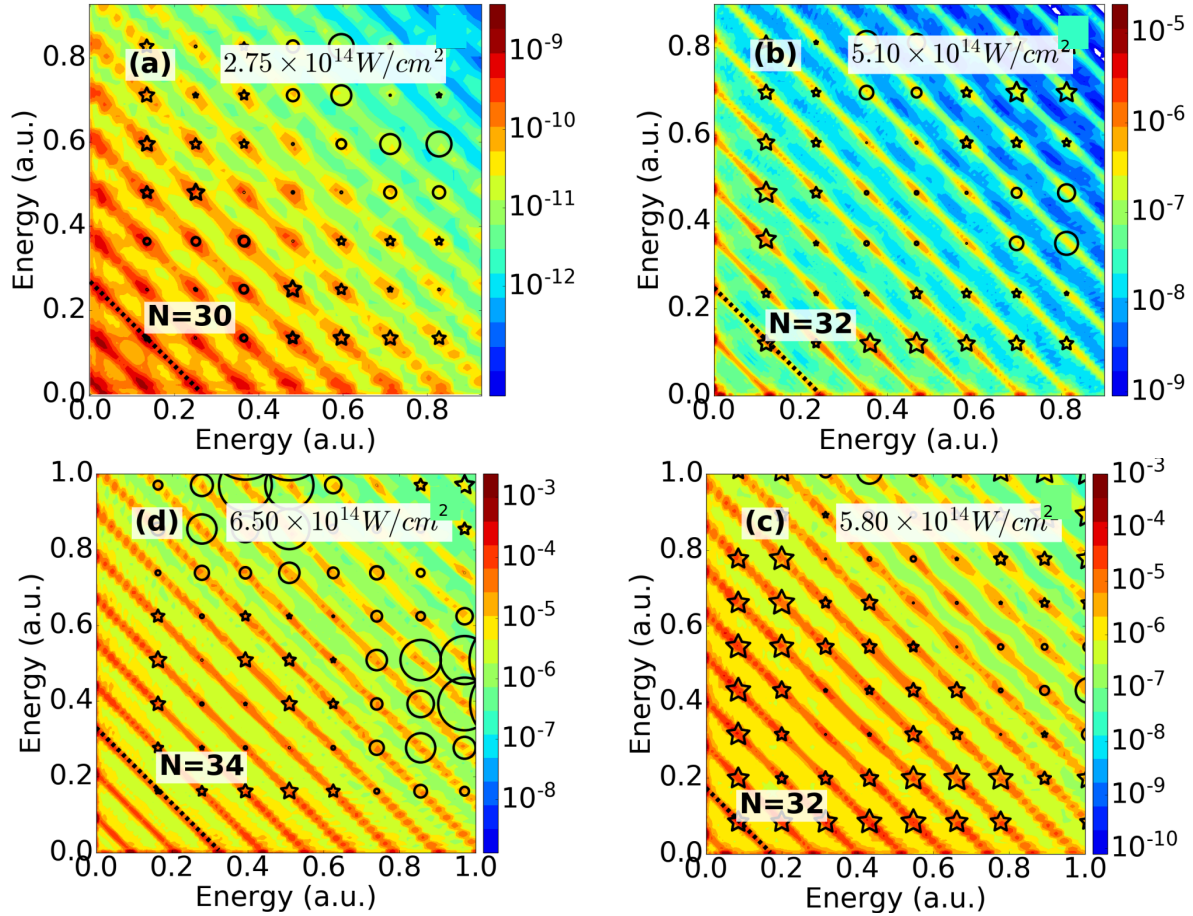 (a) 2.75 × 10^14 W/cm^2
N=30
Energy (a.u.)
0.0 0.2 0.4 0.6 0.8
Energy (a.u.)
0.0 0.2 0.4 0.6 0.8
10^-9
10^-10
10^-11
10^-12
(b) 5.10 × 10^14 W/cm^2
N=32
Energy (a.u.)
0.0 0.2 0.4 0.6 0.8
Energy (a.u.)
0.0 0.2 0.4 0.6 0.8
10^-5
10^-6
10^-7
10^-8
10^-9
(d) 6.50 × 10^14 W/cm^2
N=34
Energy (a.u.)
0.0 0.2 0.4 0.6 0.8 1.0
Energy (a.u.)
0.0 0.2 0.4 0.6 0.8 1.0
10^-3
10^-4
10^-5
10^-6
10^-7
10^-8
(c) 5.80 × 10^14 W/cm^2
N=32
Energy (a.u.)
0.0 0.2 0.4 0.6 0.8 1.0
Energy (a.u.)
0.0 0.2 0.4 0.6 0.8 1.0
10^-3
10^-4
10^-5
10^-6
10^-7
10^-8
10^-9
10^-10